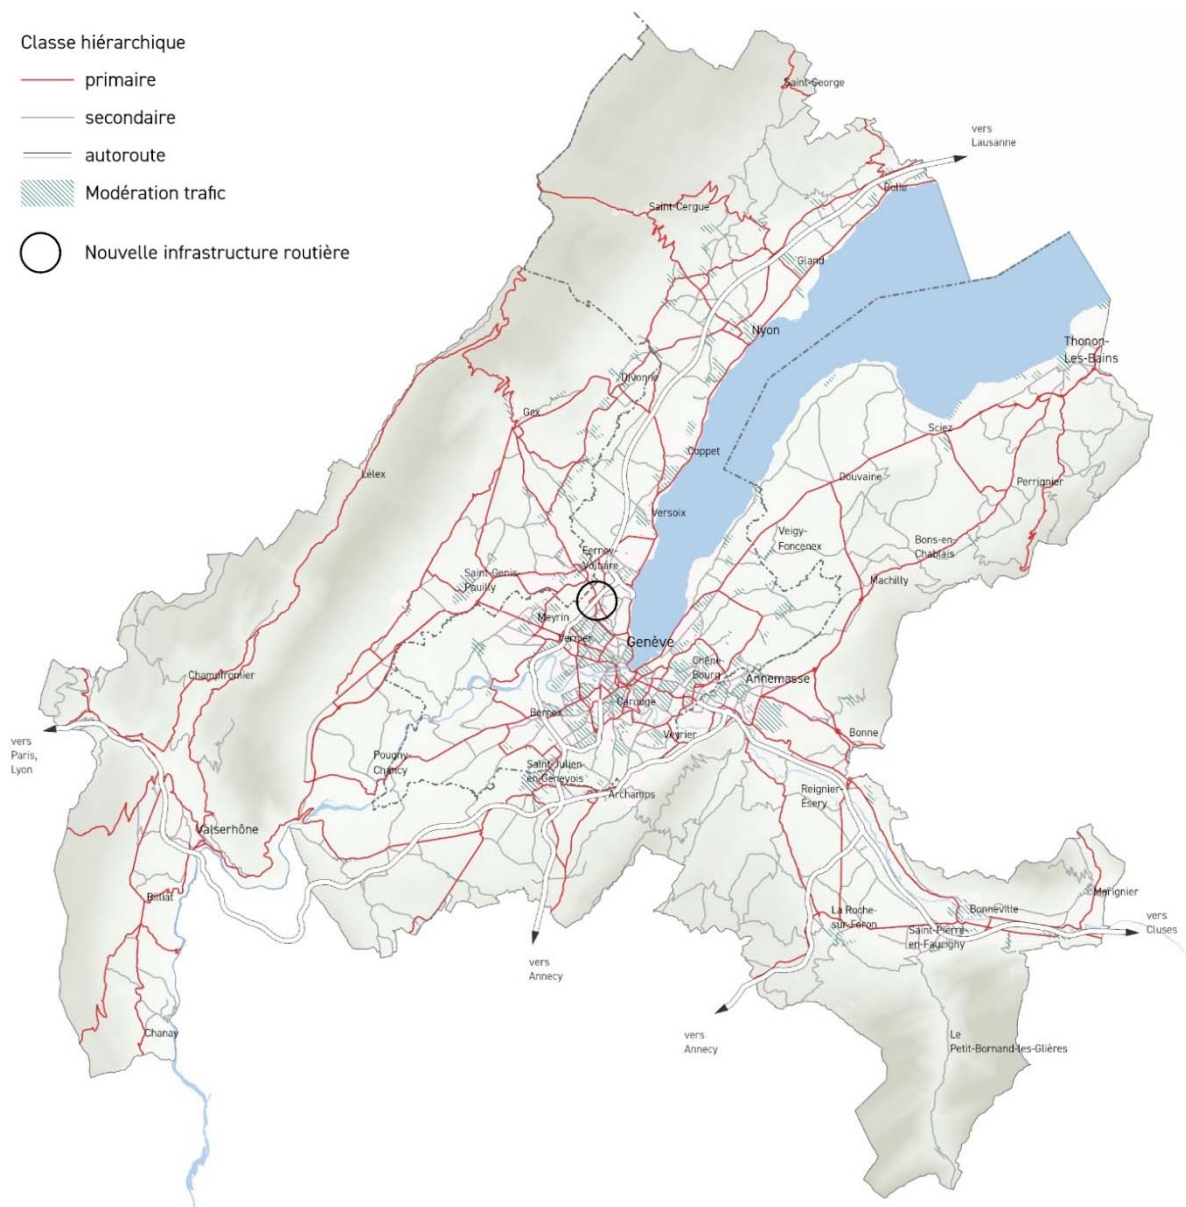 Classe hiérarchique
primaire
secondaire
autoroute
Modération trafic
Nouvelle infrastructure routière
Saint-George
vers
Lausanne
Rolle
Saint-Cergue
Gland
Nyon
Thonon-
Les-Bains
Divonne
Gex
Sciez
Coppet
Lélex
Douvaine
Perrignier
Versoix
Veigy-
Foncenex
Bons-en-
Chablais
Ferney-
Voltaire
Saint-Genis-
Pouilly
Machilly
Meyrin
Vernier
Genève
Chêne-
Bourg
Champfromier
Annemasse
Carouge
Bernex
Veyrier
Bonne
vers
Paris,
Lyon
Pougny-
Chancy
Saint-Julien-
en-Genevois
Archamps
Reignier-
Ésery
Valserhône
Billiat
Marignier
La Roche-
sur-Foron
Bonneville
Saint-Pierre-
en-Faucigny
vers
Cluses
vers
Annecy
Chanay
vers
Annecy
Le
Petit-Bornand-les-Glières